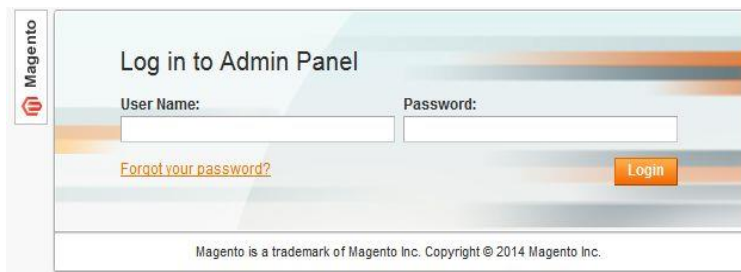 Magento
Log in to Admin Panel
User Name:
Password:
Forgot your password?
Login
Magento is a trademark of Magento Inc. Copyright © 2014 Magento Inc.